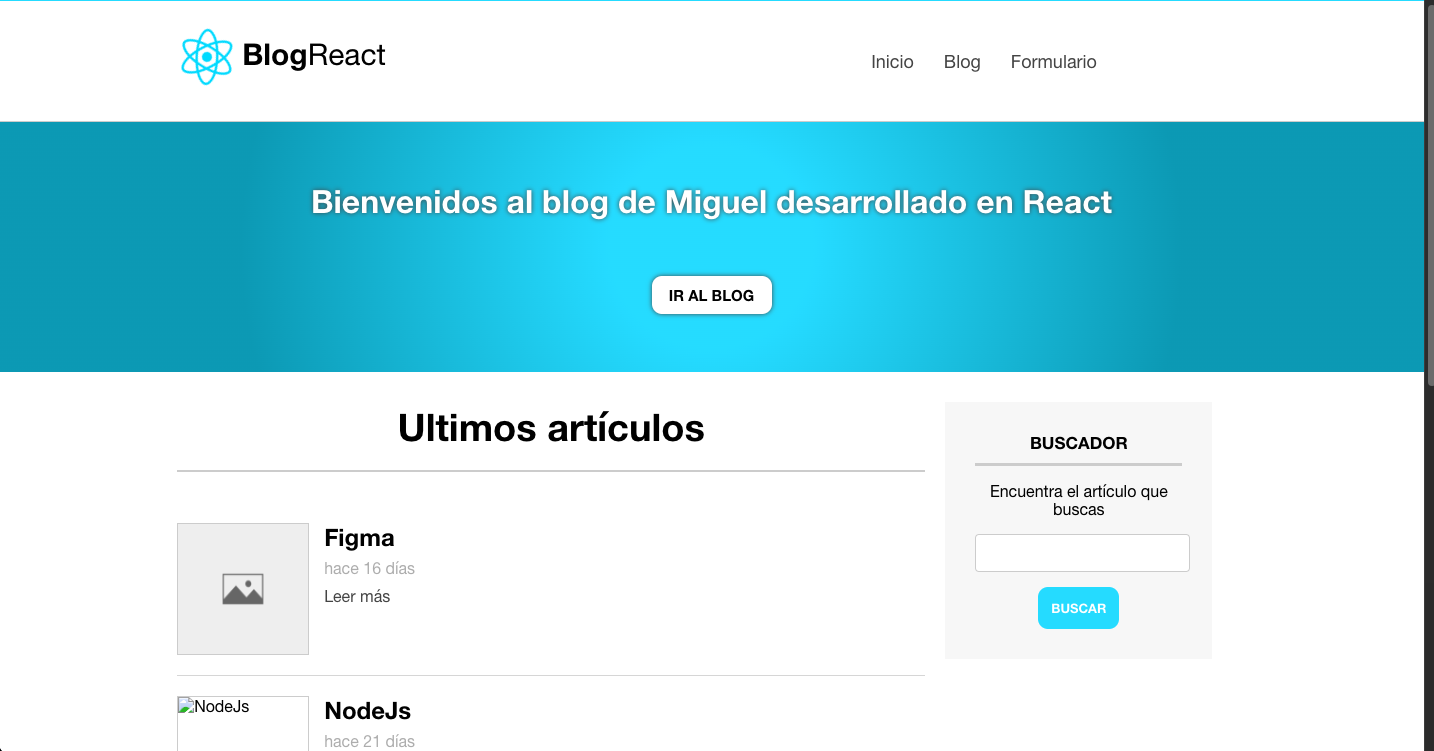 BlogReact
Inicio Blog Formulario
Bienvenidos al blog de Miguel desarrollado en React
IR AL BLOG
Ultimos artículos
Figma
hace 16 días
Leer más
NodeJs
NodeJs
hace 21 días
BUSCADOR
Encuentra el artículo que
buscas
BUSCAR